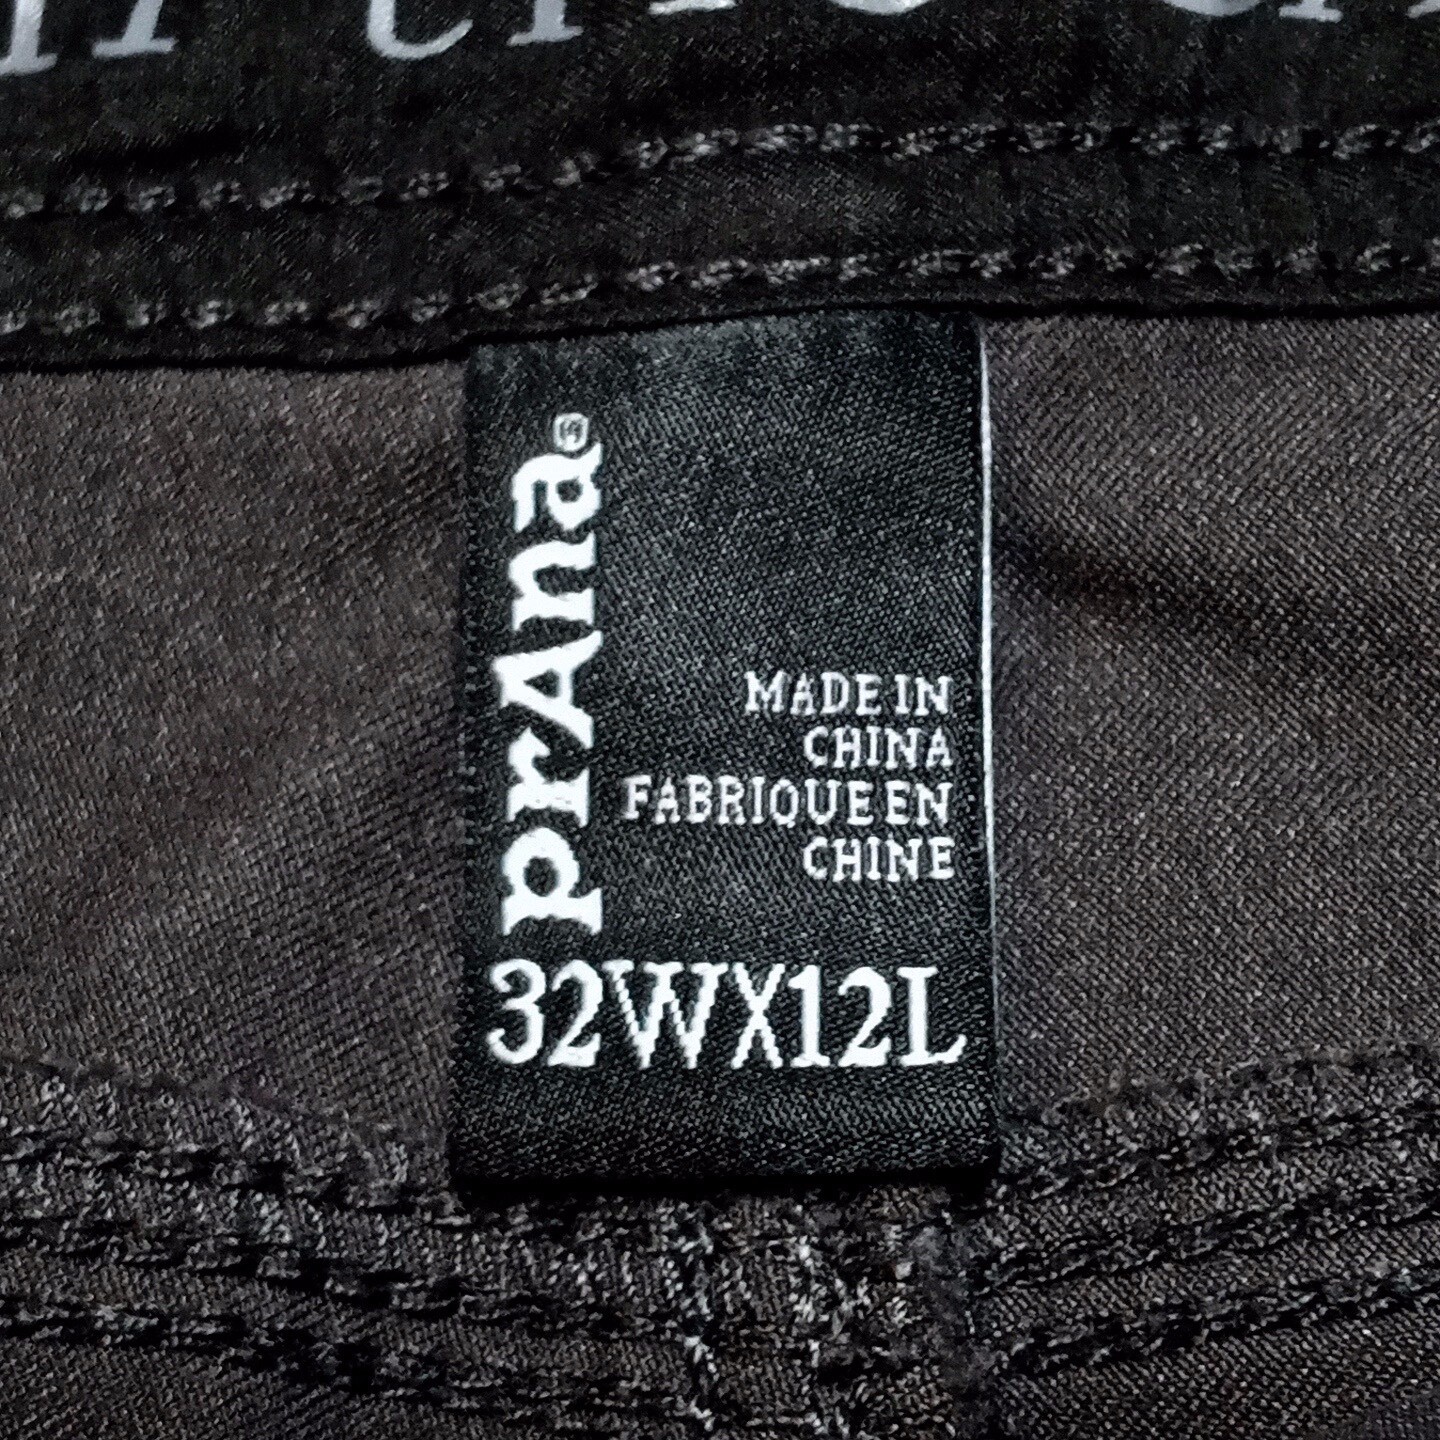 prAna®
MADE IN
CHINA
FABRIQUE EN
CHINE
32WX12L